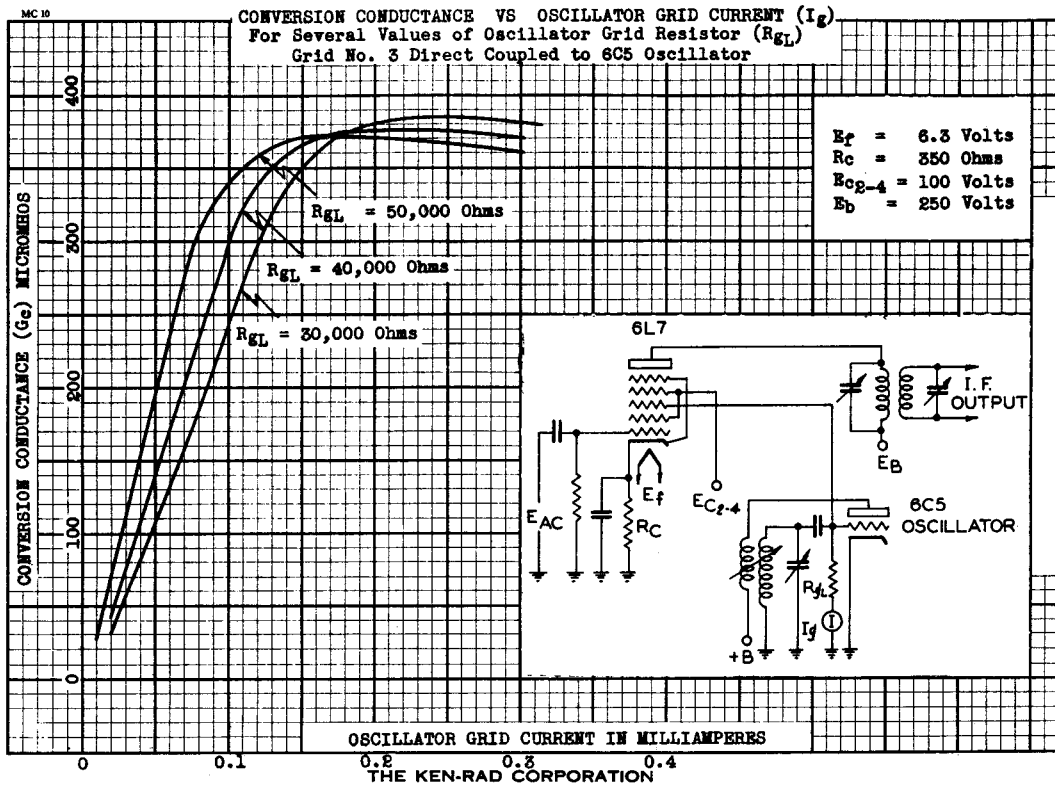 MC 10
CONVERSION CONDUCTANCE VS OSCILLATOR GRID CURRENT (Ig)
For Several Values of Oscillator Grid Resistor (RgL)
Grid No. 3 Direct Coupled to 6C5 Oscillator
Ef = 6.3 Volts
Rc = 350 Ohms
Ec2-4 = 100 Volts
Eb = 250 Volts
CONVERSION CONDUCTANCE (Gc) MICROMHOS
400
300
200
100
0
RgL = 50,000 Ohms
RgL = 40,000 Ohms
RgL = 30,000 Ohms
6L7
I.F.
OUTPUT
EB
EAC
Ef
RC
EC2-4
6C5
OSCILLATOR
RgL
Ig
I
+B
OSCILLATOR GRID CURRENT IN MILLIAMPERES
0 0.1 0.2 0.3 0.4
THE KEN-RAD CORPORATION